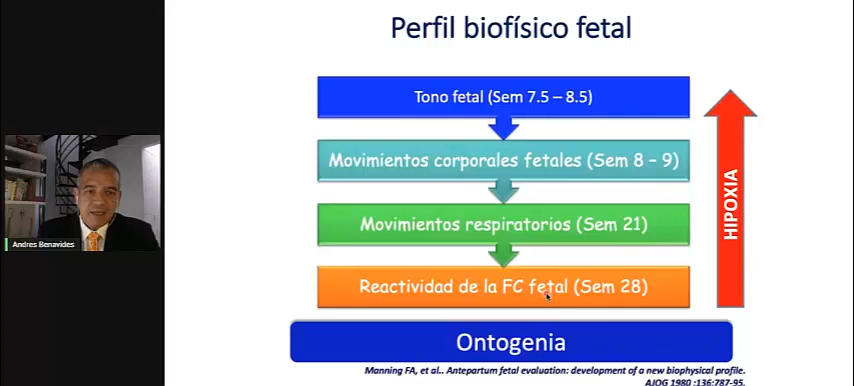 Perfil biofísico fetal
Tono fetal (Sem 7.5 – 8.5)
Movimientos corporales fetales (Sem 8 – 9)
Movimientos respiratorios (Sem 21)
Reactividad de la FC fetal (Sem 28)
HIPOXIA
Andres Benavides
Ontogenia
Manning FA, et al.. Antepartum fetal evaluation: development of a new biophysical profile.
AJOG 1980 ;136:787-95.